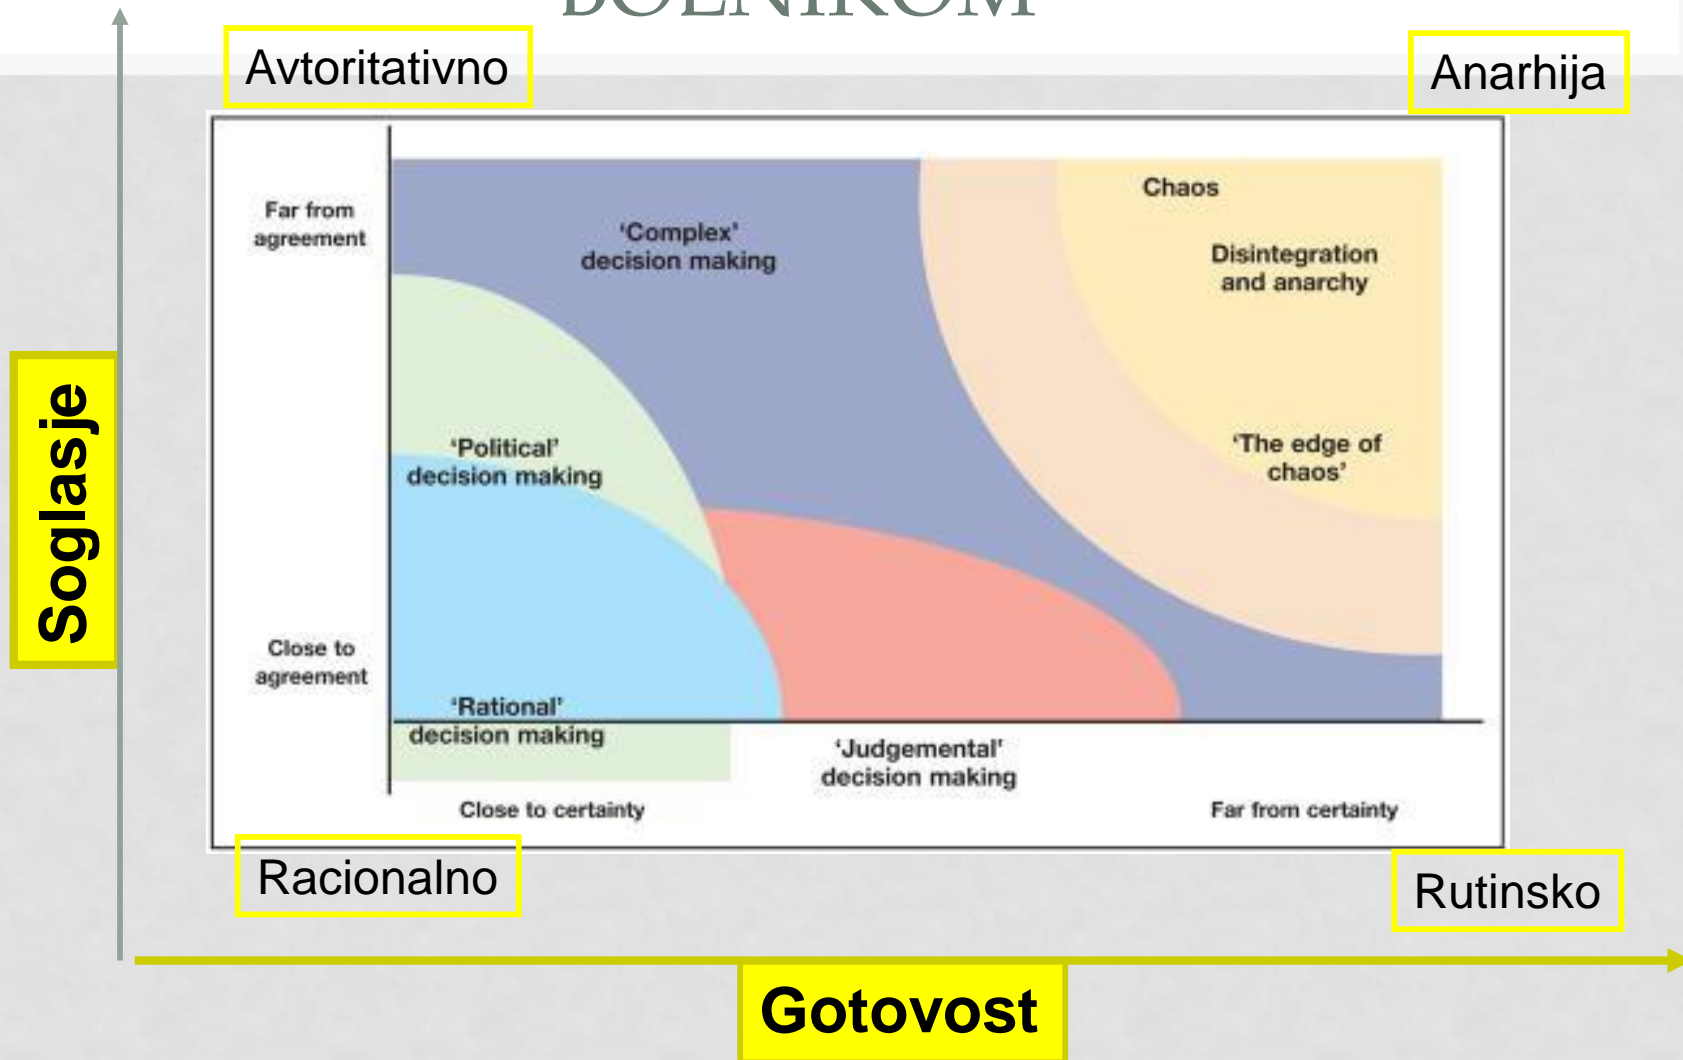 BOLNIKOM
Avtoritativno
Anarhija
Far from
agreement
'Complex'
decision making
Chaos
Disintegration
and anarchy
Soglasje
'Political'
decision making
'The edge of
chaos'
Close to
agreement
'Rational'
decision making
'Judgemental'
decision making
Close to certainty
Far from certainty
Racionalno
Rutinsko
Gotovost